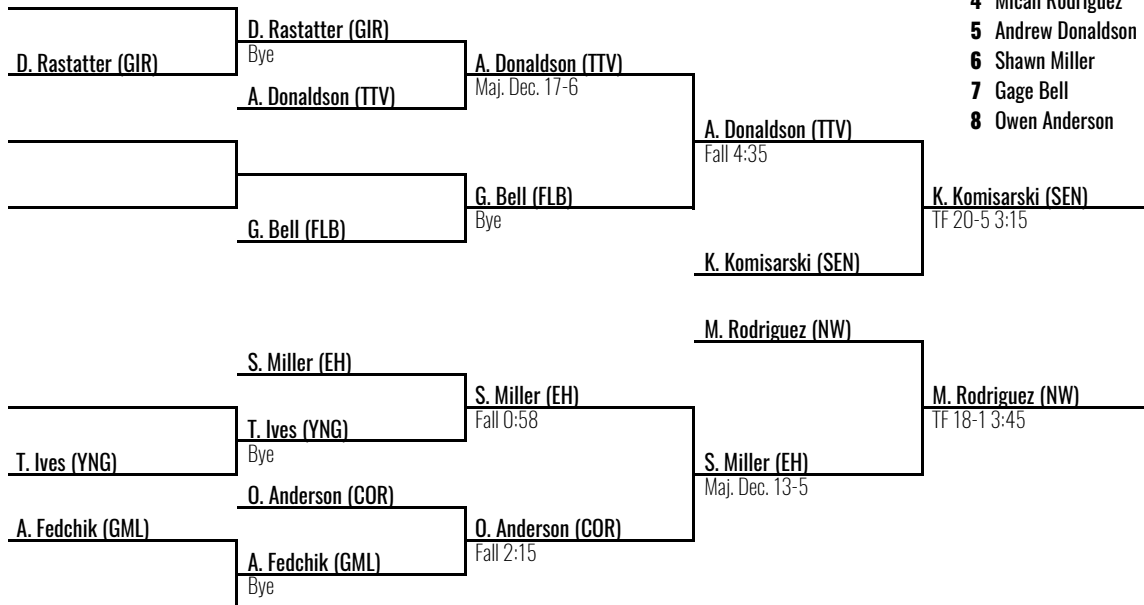 4 Micah Rodriguez
5 Andrew Donaldson
6 Shawn Miller
7 Gage Bell
8 Owen Anderson
D. Rastatter (GIR)
D. Rastatter (GIR)
Bye
A. Donaldson (TTV)
A. Donaldson (TTV)
Maj. Dec. 17-6
A. Donaldson (TTV)
Fall 4:35
G. Bell (FLB)
G. Bell (FLB)
Bye
K. Komisarski (SEN)
K. Komisarski (SEN)
TF 20-5 3:15
M. Rodriguez (NW)
M. Rodriguez (NW)
TF 18-1 3:45
S. Miller (EH)
S. Miller (EH)
Fall 0:58
T. Ives (YNG)
T. Ives (YNG)
Bye
S. Miller (EH)
Maj. Dec. 13-5
O. Anderson (COR)
O. Anderson (COR)
Fall 2:15
A. Fedchik (GML)
A. Fedchik (GML)
Bye